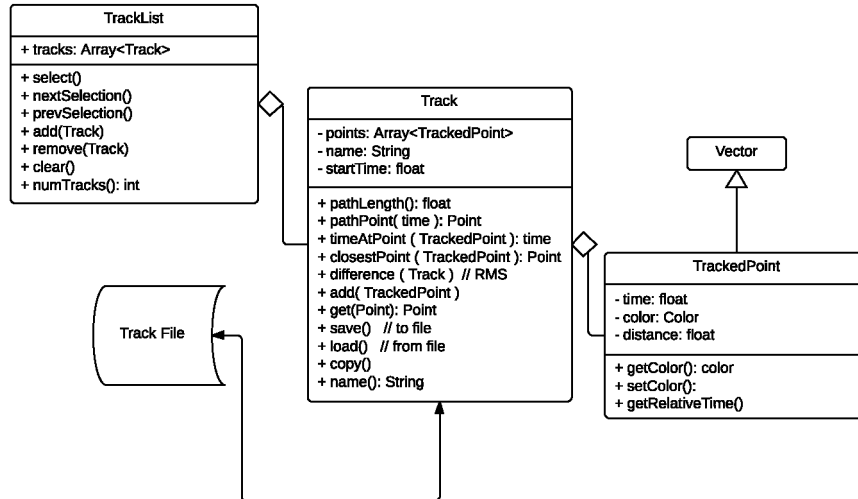 TrackList
+ tracks: Array<Track>
+ select()
+ nextSelection()
+ prevSelection()
+ add(Track)
+ remove(Track)
+ clear()
+ numTracks(): int
Track
- points: Array<TrackedPoint>
- name: String
- startTime: float
+ pathLength(): float
+ pathPoint( time ): Point
+ timeAtPoint ( TrackedPoint ): time
+ closestPoint ( TrackedPoint ): Point
+ difference ( Track ) // RMS
+ add( TrackedPoint )
+ get(Point): Point
+ save() // to file
+ load() // from file
+ copy()
+ name(): String
Vector
TrackedPoint
- time: float
- color: Color
- distance: float
+ getColor(): color
+ setColor():
+ getRelativeTime()
Track File